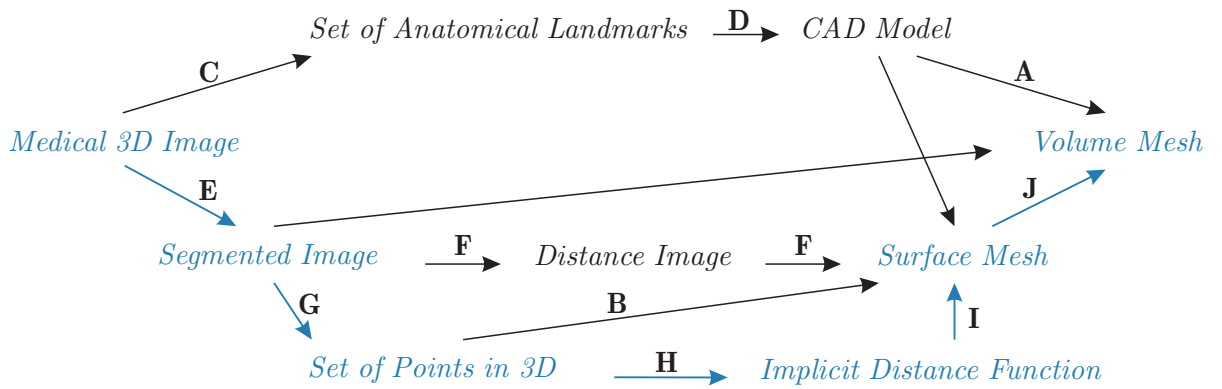 Set of Anatomical Landmarks D CAD Model
C A
Medical 3D Image Volume Mesh
E J
Segmented Image F Distance Image F Surface Mesh
G B I
Set of Points in 3D H Implicit Distance Function